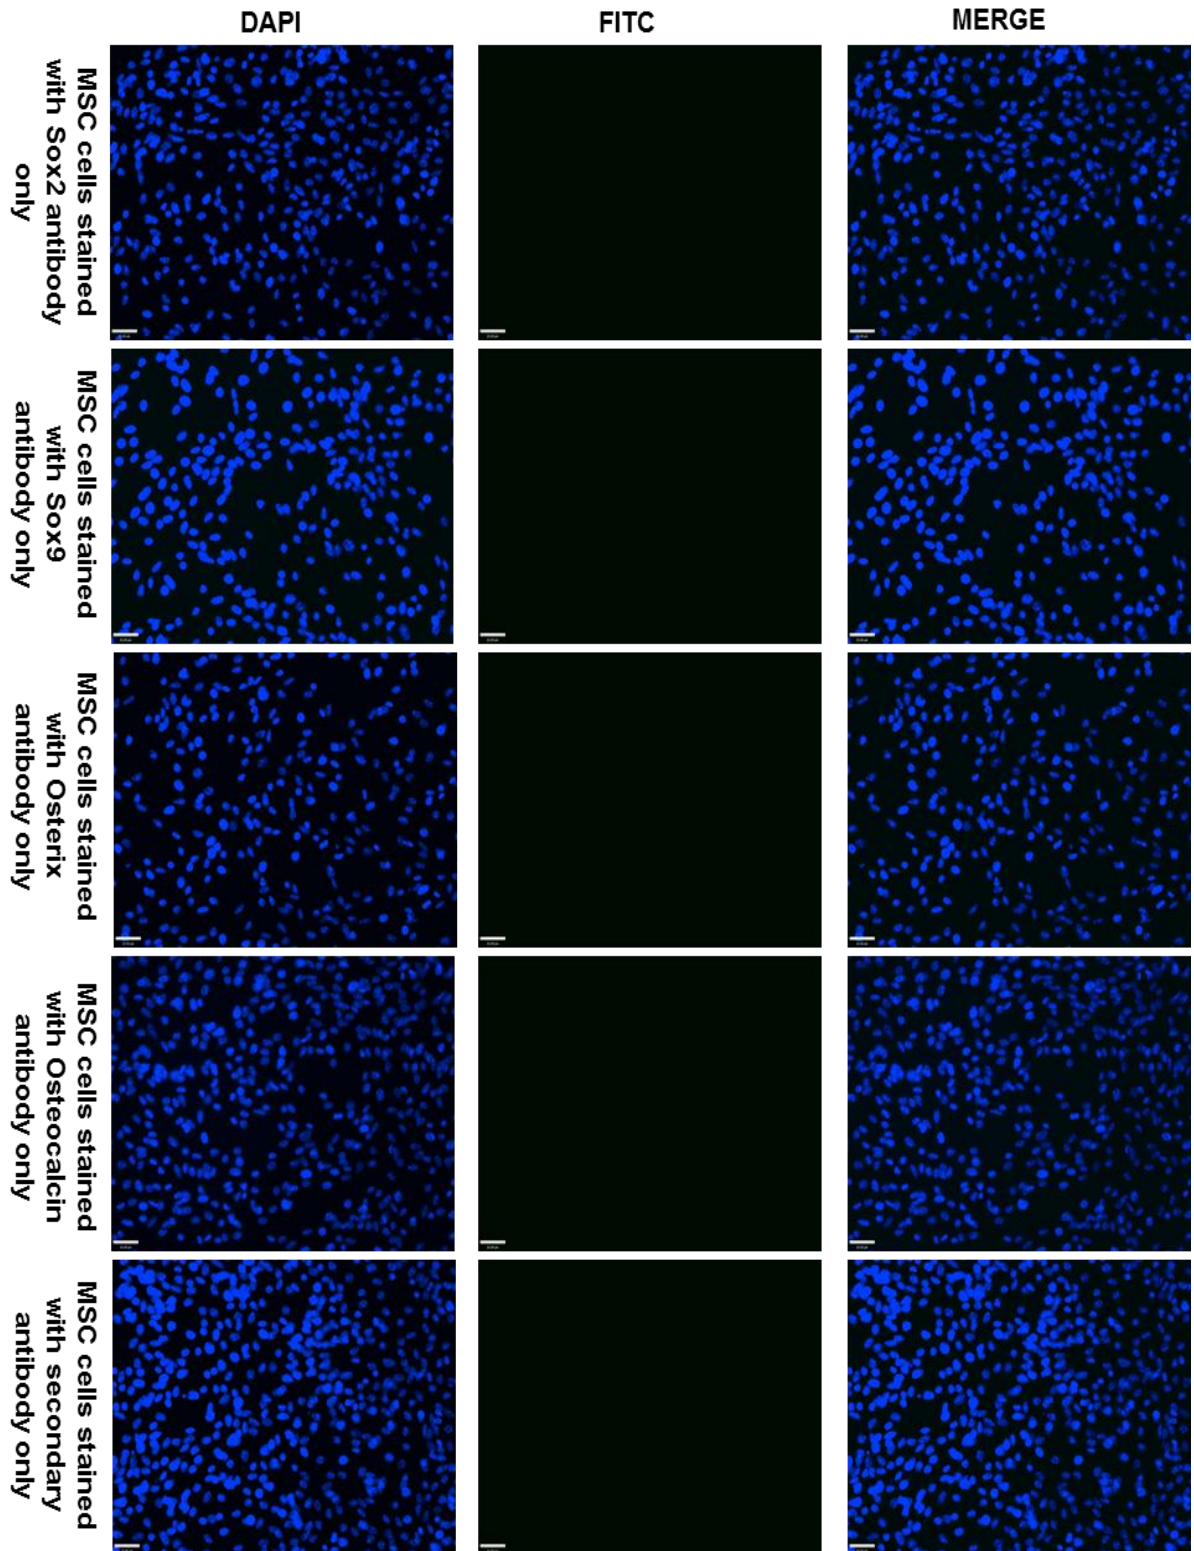 DAPI
FITC
MERGE
MSC cells stained
with Sox2 antibody
only
MSC cells stained
with Sox9
antibody only
MSC cells stained
with Osterix
antibody only
MSC cells stained
with Osteocalcin
antibody only
MSC cells stained
with secondary
antibody only